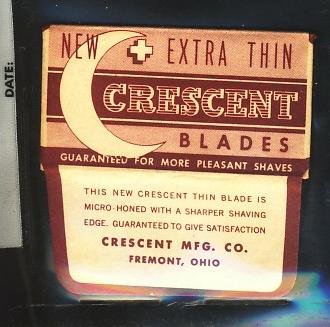 DATE:
NEW EXTRA THIN
CRESCENT
BLADES
GUARANTEED FOR MORE PLEASANT SHAVES
THIS NEW CRESCENT THIN BLADE IS
MICRO-HONED WITH A SHARPER SHAVING
EDGE. GUARANTEED TO GIVE SATISFACTION
CRESCENT MFG. CO.
FREMONT, OHIO